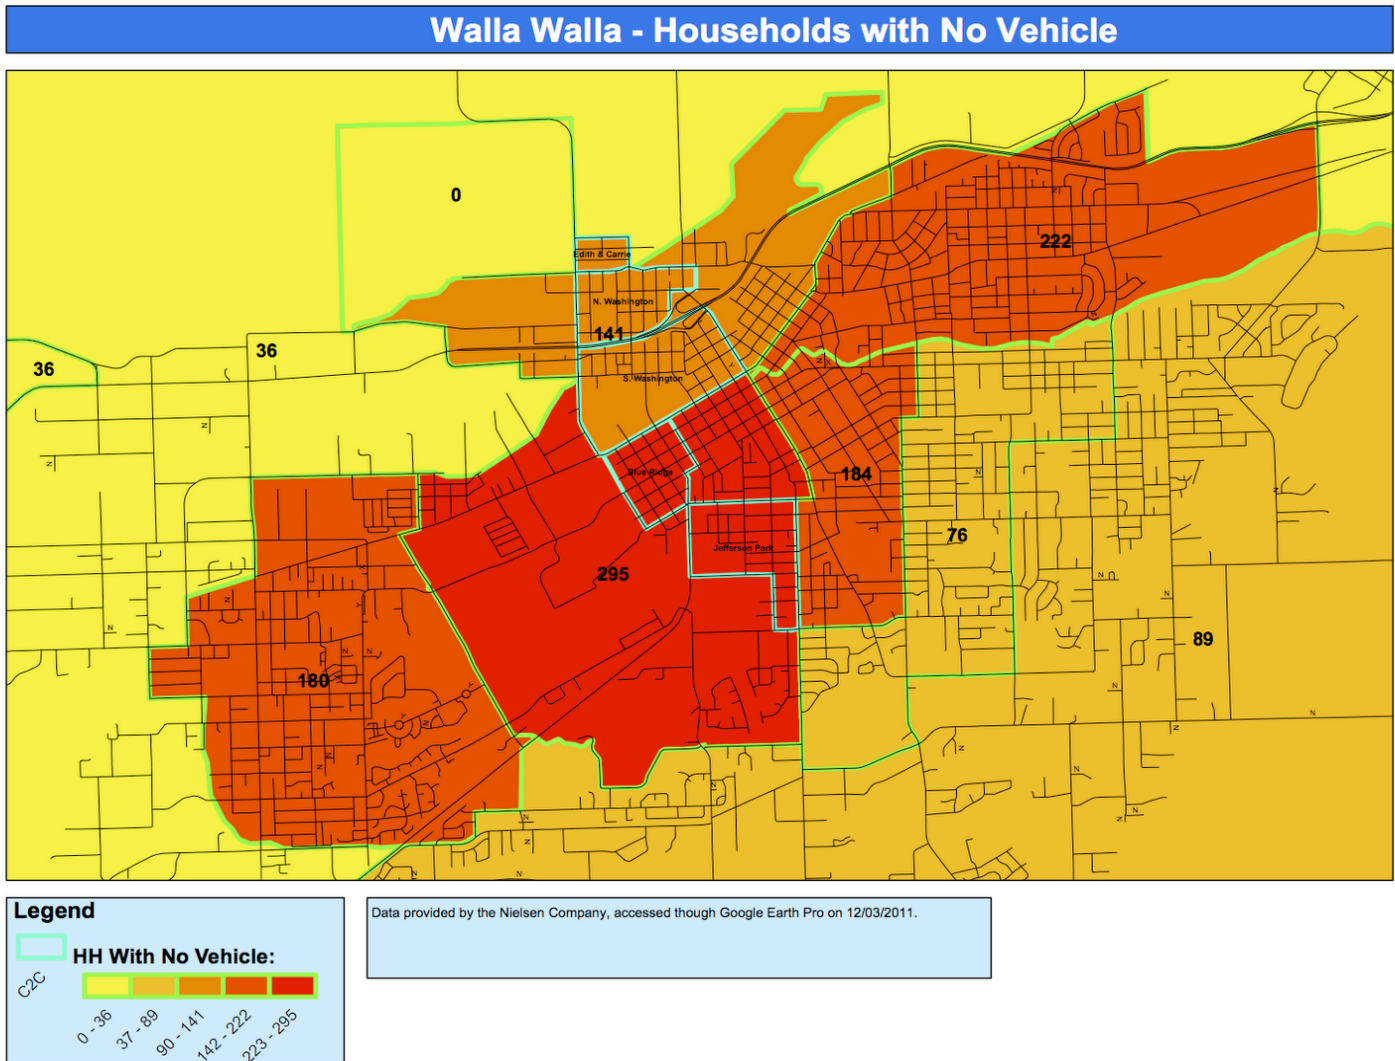 Walla Walla - Households with No Vehicle
0
222
Edith & Carrie
N. Washington
141
36
36
S. Washington
Blue Ridge
184
76
Jefferson Park
295
89
180
Legend
HH With No Vehicle:
C2C
0 - 36
37 - 89
90 - 141
142 - 222
223 - 295
Data provided by the Nielsen Company, accessed though Google Earth Pro on 12/03/2011.